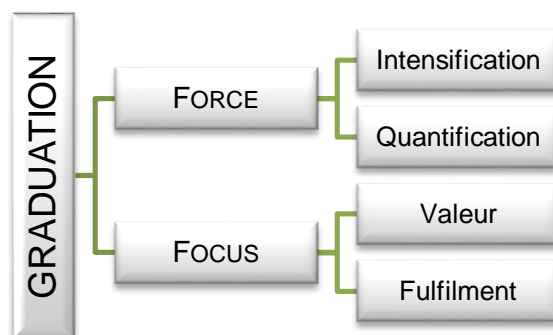 GRADUATION
FORCE
Intensification
Quantification
FOCUS
Valeur
Fulfilment